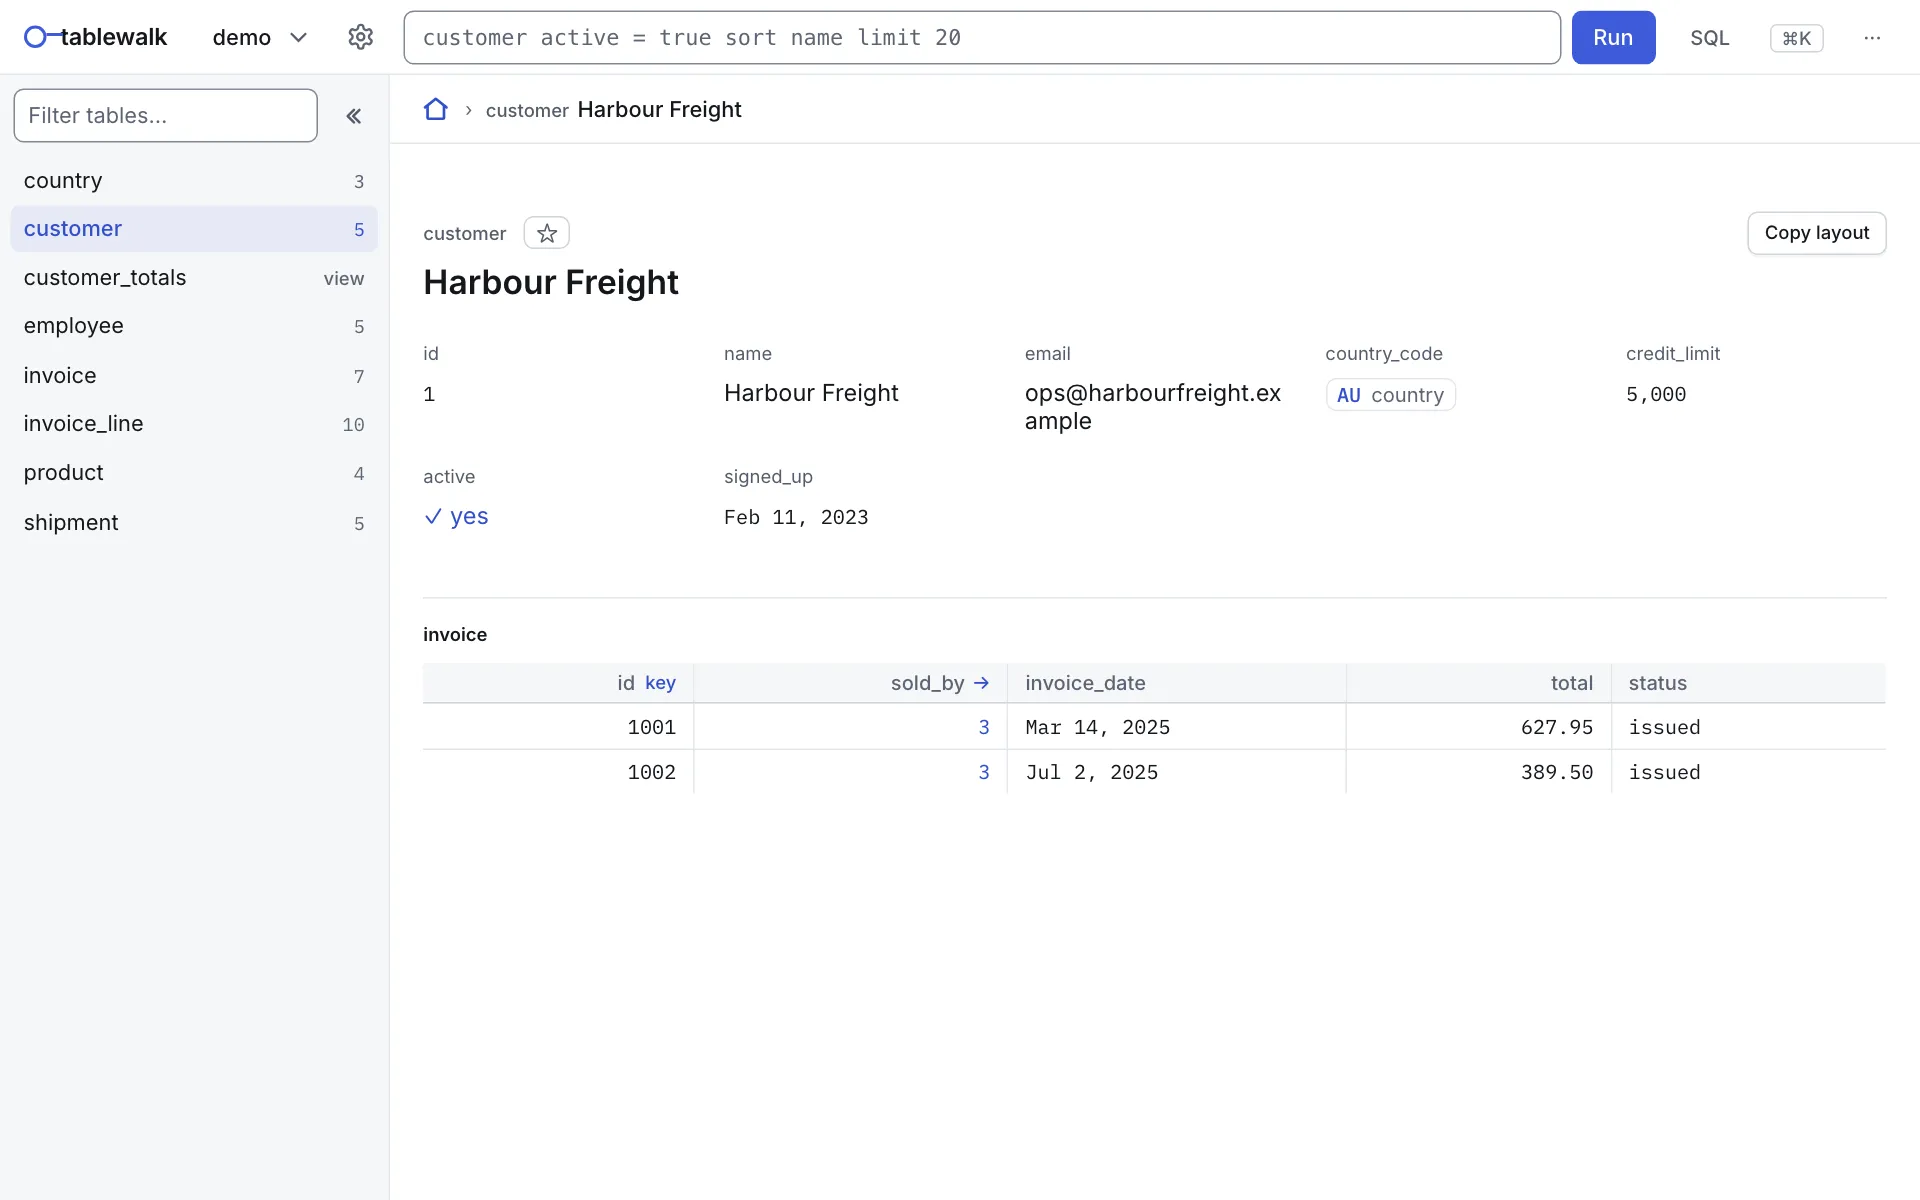 tablewalk demo customer active = true sort name limit 20 Run SQL ⌘K ...
Filter tables...
country 3
customer 5
customer_totals view
employee 5
invoice 7
invoice_line 10
product 4
shipment 5
› customer Harbour Freight
customer
Copy layout
Harbour Freight
id name email country_code credit_limit
1 Harbour Freight ops@harbourfreight.ex AU country 5,000
ample
active signed_up
✓ yes Feb 11, 2023
invoice
id key sold_by → invoice_date total status
1001 3 Mar 14, 2025 627.95 issued
1002 3 Jul 2, 2025 389.50 issued